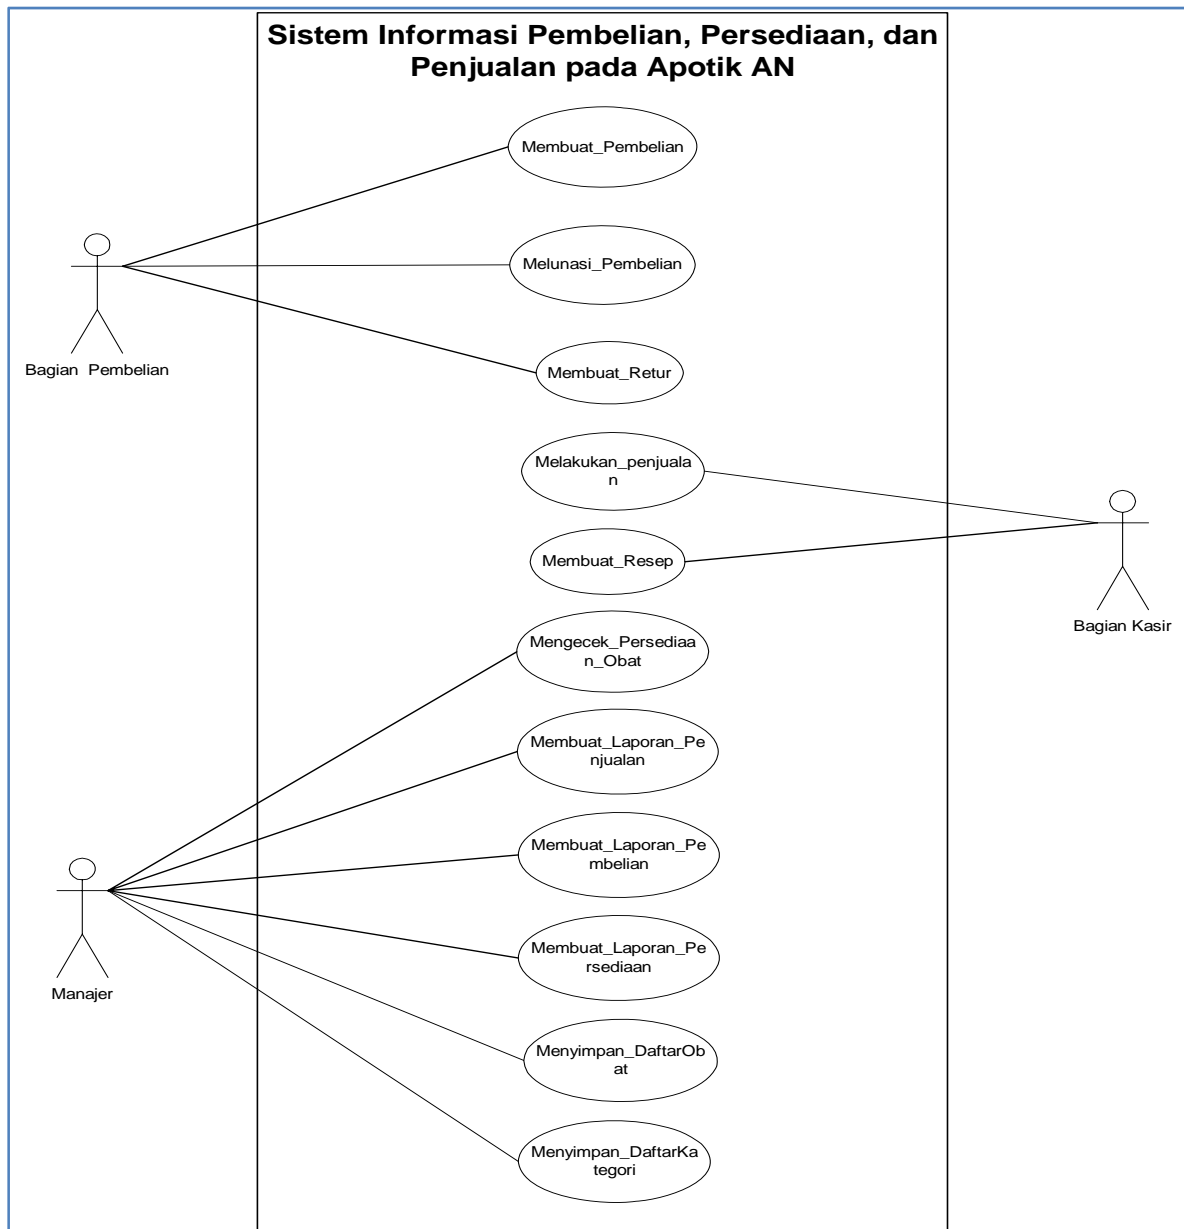 Sistem Informasi Pembelian, Persediaan, dan
Penjualan pada Apotik AN
Membuat_Pembelian
Melunasi_Pembelian
Bagian  Pembelian
Membuat_Retur
Melakukan_penjuala
n
Membuat_Resep
Bagian Kasir
Mengecek_Persediaa
n_Obat
Membuat_Laporan_Pe
njualan
Membuat_Laporan_Pe
mbelian
Manajer
Membuat_Laporan_Pe
rsediaan
Menyimpan_DaftarOb
at
Menyimpan_DaftarKa
tegori